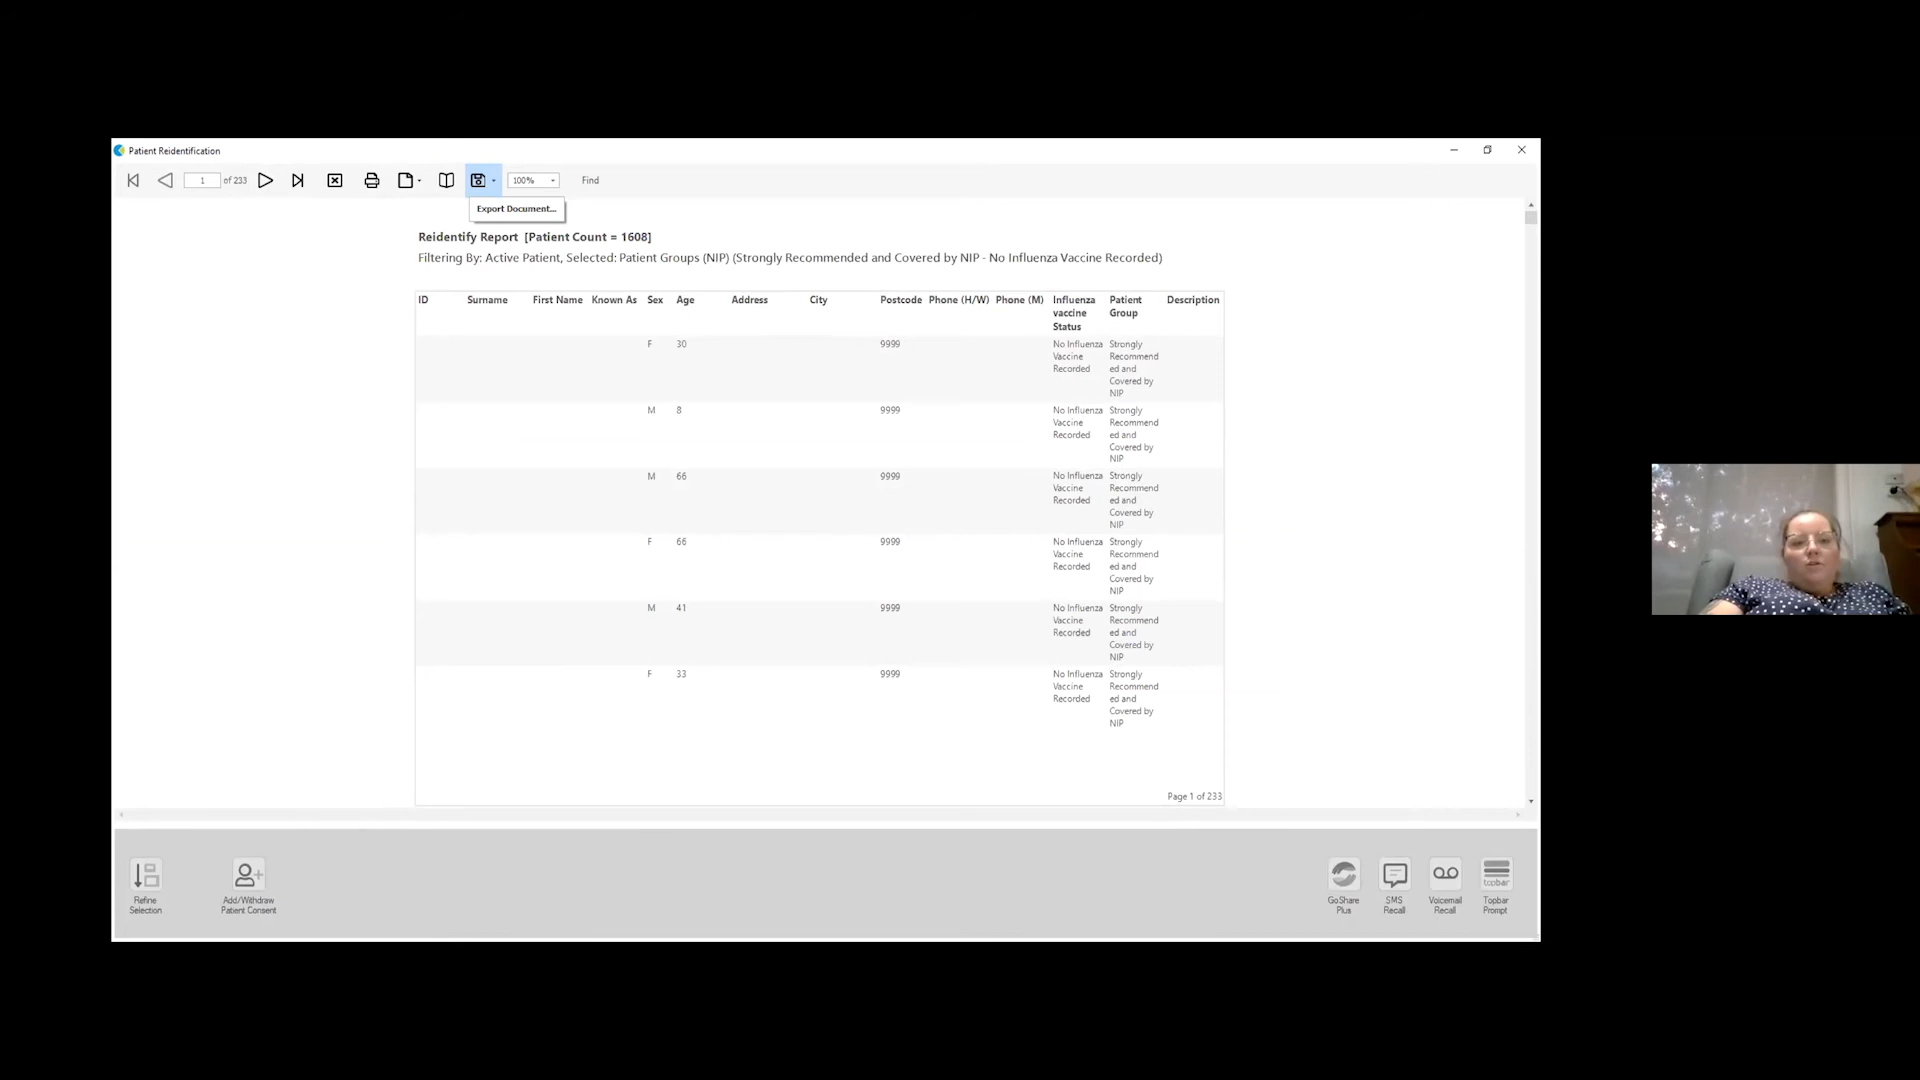 Patient Reidentification
1 of 233 100% Find
Export Document...
Reidentify Report [Patient Count = 1608]
Filtering By: Active Patient, Selected: Patient Groups (NIP) (Strongly Recommended and Covered by NIP - No Influenza Vaccine Recorded)
ID Surname First Name Known As Sex Age Address City Postcode Phone (H/W) Phone (M) Influenza Patient Description
vaccine Group
Status
F 30 9999 No Influenza Strongly
Vaccine Recommend
Recorded ed and
Covered by
NIP
M 8 9999 No Influenza Strongly
Vaccine Recommend
Recorded ed and
Covered by
NIP
M 66 9999 No Influenza Strongly
Vaccine Recommend
Recorded ed and
Covered by
NIP
F 66 9999 No Influenza Strongly
Vaccine Recommend
Recorded ed and
Covered by
NIP
M 41 9999 No Influenza Strongly
Vaccine Recommend
Recorded ed and
Covered by
NIP
F 33 9999 No Influenza Strongly
Vaccine Recommend
Recorded ed and
Covered by
NIP
Page 1 of 233
topbar
Refine Add/Withdraw GoShare SMS Voicemail Topbar
Selection Patient Consent Plus Recall Recall Prompt